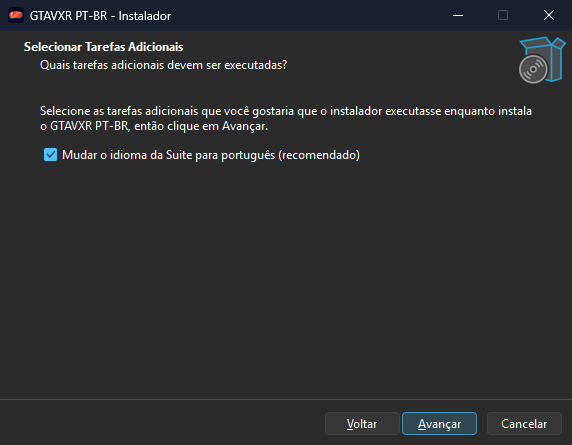 GTAVXR PT-BR - Instalador
Selecionar Tarefas Adicionais
Quais tarefas adicionais devem ser executadas?
Selecione as tarefas adicionais que você gostaria que o instalador executasse enquanto instala
o GTAVXR PT-BR, então clique em Avançar.
Mudar o idioma da Suite para português (recomendado)
Voltar
Avançar
Cancelar